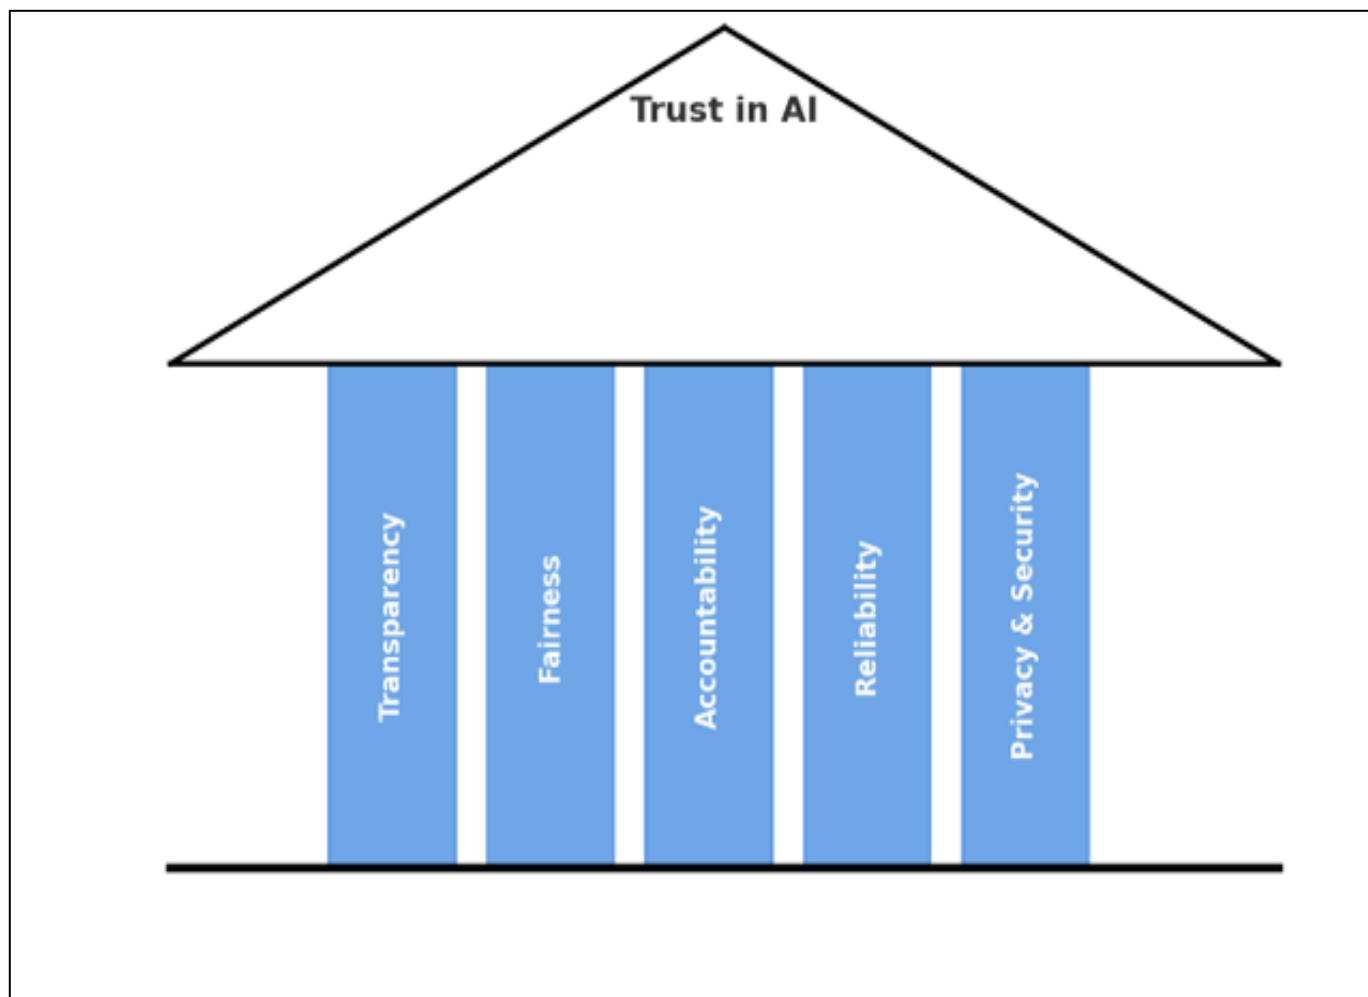 Trust in AI
Transparency
Fairness
Accountability
Reliability
Privacy & Security